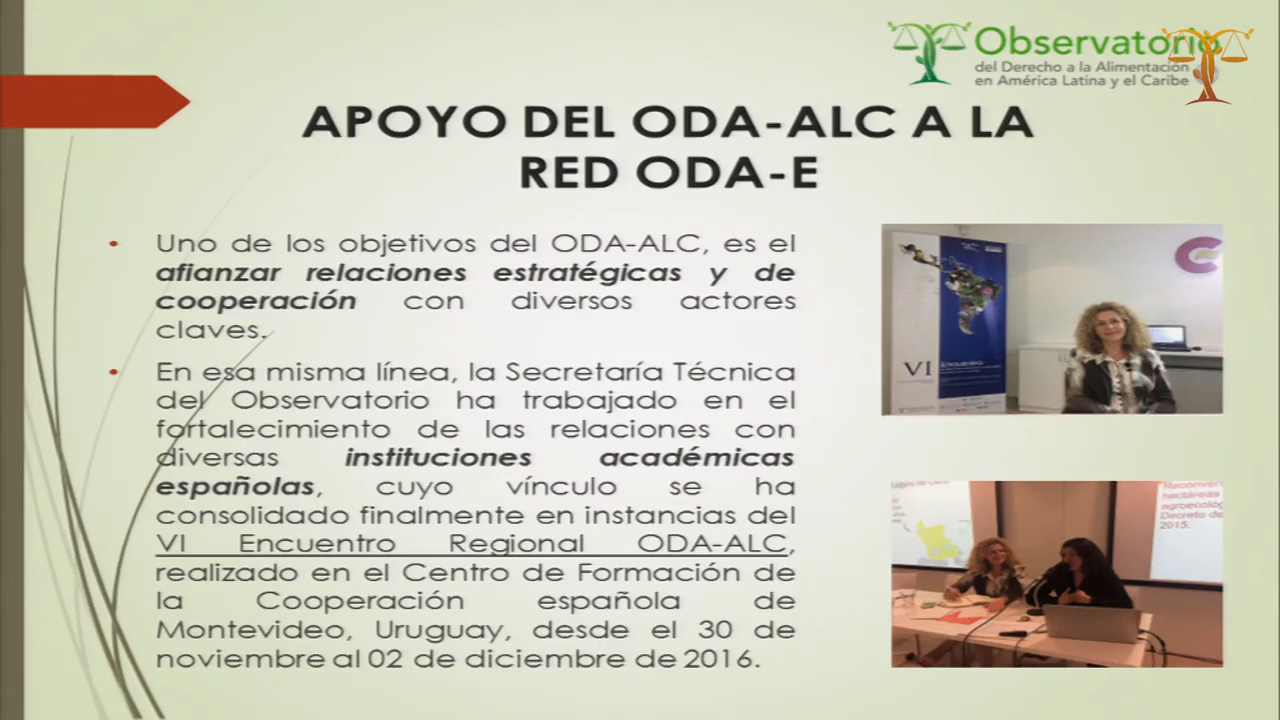 Observatorio
del Derecho a la Alimentación
en América Latina y el Caribe
APOYO DEL ODA-ALC A LA
RED ODA-E
• Uno de los objetivos del ODA-ALC, es el
afianzar relaciones estratégicas y de
cooperación con diversos actores
claves.
• En esa misma línea, la Secretaría Técnica
del Observatorio ha trabajado en el
fortalecimiento de las relaciones con
diversas instituciones académicas
españolas, cuyo vínculo se ha
consolidado finalmente en instancias del
VI Encuentro Regional ODA-ALC,
realizado en el Centro de Formación de
la Cooperación española de
Montevideo, Uruguay, desde el 30 de
noviembre al 02 de diciembre de 2016.
VI
Encuentro
hectáreas
Decreto de
2015.